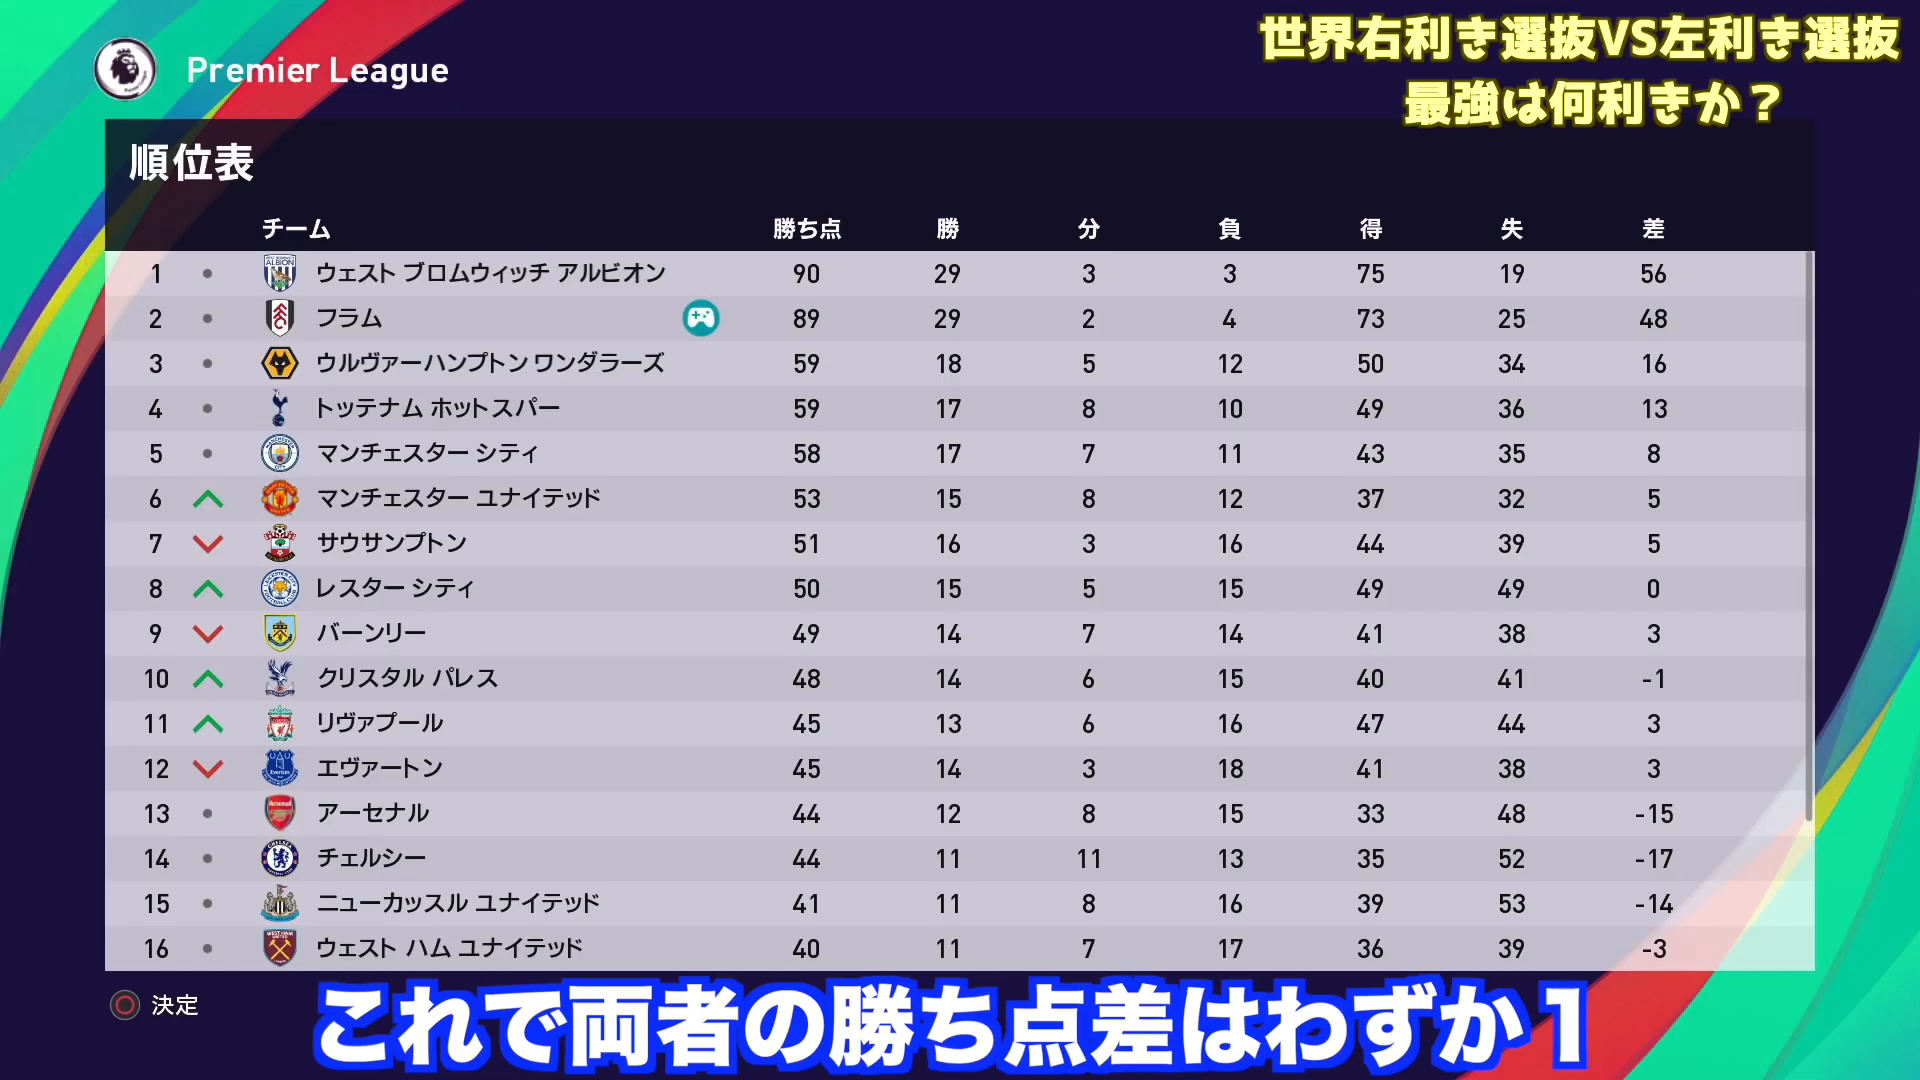 世界右利き選抜VS左利き選抜
最強は何利きか？
Premier League
順位表
チーム 勝ち点 勝 分 負 得 失 差
1 ウェスト ブロムウィッチ アルビオン 90 29 3 3 75 19 56
2 フラム 89 29 2 4 73 25 48
3 ウルヴァーハンプトン ワンダラーズ 59 18 5 12 50 34 16
4 トッテナム ホットスパー 59 17 8 10 49 36 13
5 マンチェスター シティ 58 17 7 11 43 35 8
6 マンチェスター ユナイテッド 53 15 8 12 37 32 5
7 サウサンプトン 51 16 3 16 44 39 5
8 レスター シティ 50 15 5 15 49 49 0
9 バーンリー 49 14 7 14 41 38 3
10 クリスタル パレス 48 14 6 15 40 41 -1
11 リヴァプール 45 13 6 16 47 44 3
12 エヴァートン 45 14 3 18 41 38 3
13 アーセナル 44 12 8 15 33 48 -15
14 チェルシー 44 11 11 13 35 52 -17
15 ニューカッスル ユナイテッド 41 11 8 16 39 53 -14
16 ウェスト ハム ユナイテッド 40 11 7 17 36 39 -3
決定
これで両者の勝ち点差はわずか１